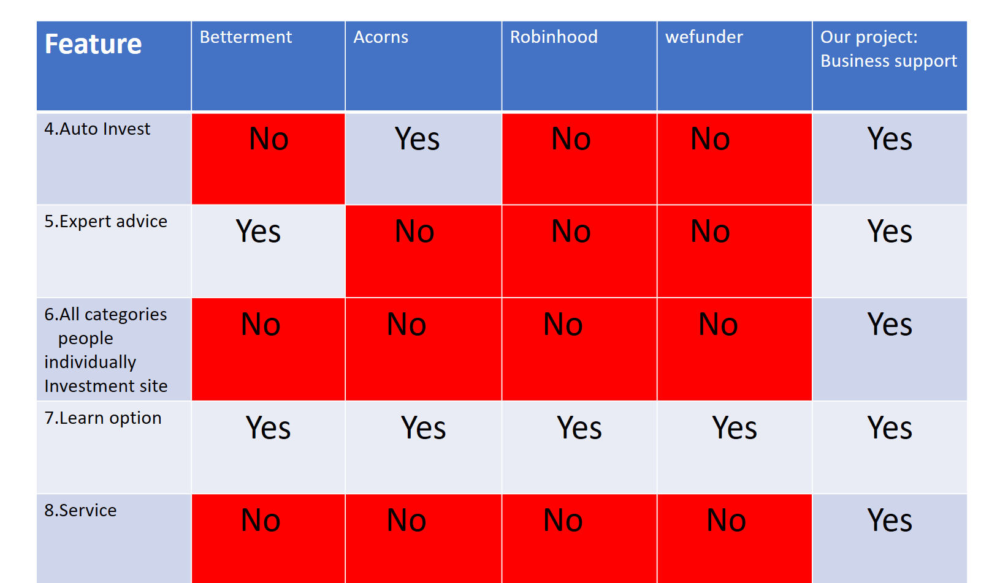 Feature Betterment Acorns Robinhood wefunder Our project:
Business support
4.Auto Invest No Yes No No Yes
5.Expert advice Yes No No No Yes
6.All categories No No No No Yes
people
individually
Investment site
7.Learn option Yes Yes Yes Yes Yes
8.Service No No No No Yes